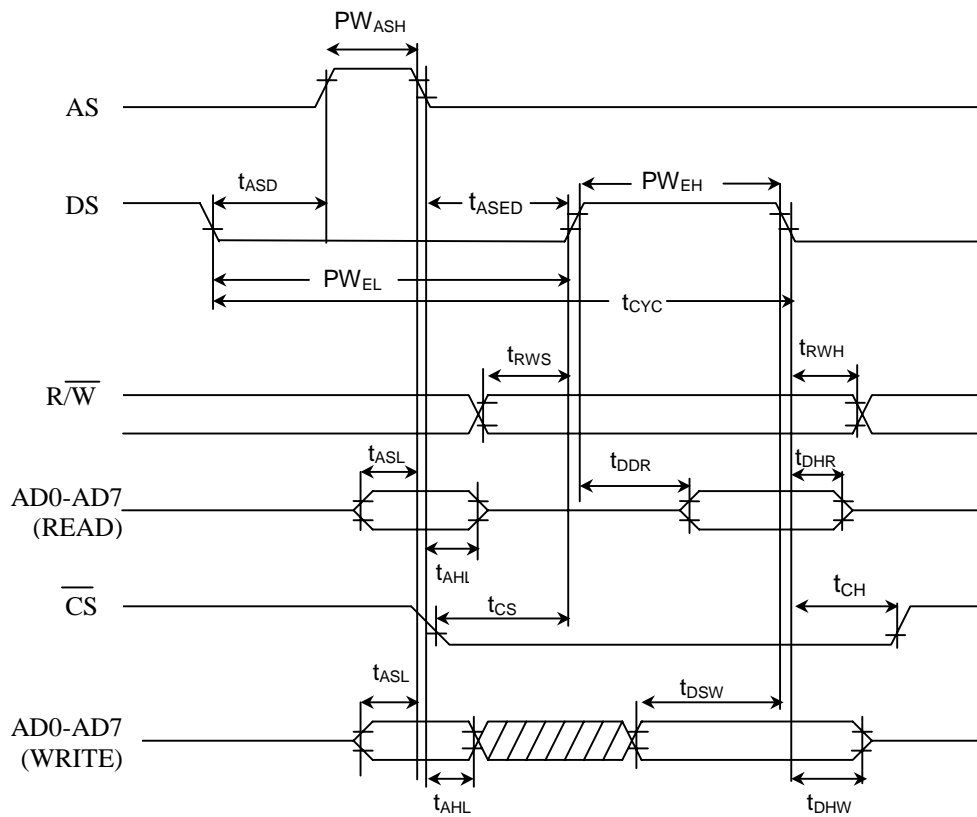 PWASH
AS
tASD
PWEH
DS
tASED
PWEL
tCYC
tRWS
tRWH
R/W̅
tASL
tDDR
tDHR
AD0-AD7
(READ)
tAHL
C̅S̅
tCS
tCH
tASL
tDSW
AD0-AD7
(WRITE)
tAHL
tDHW